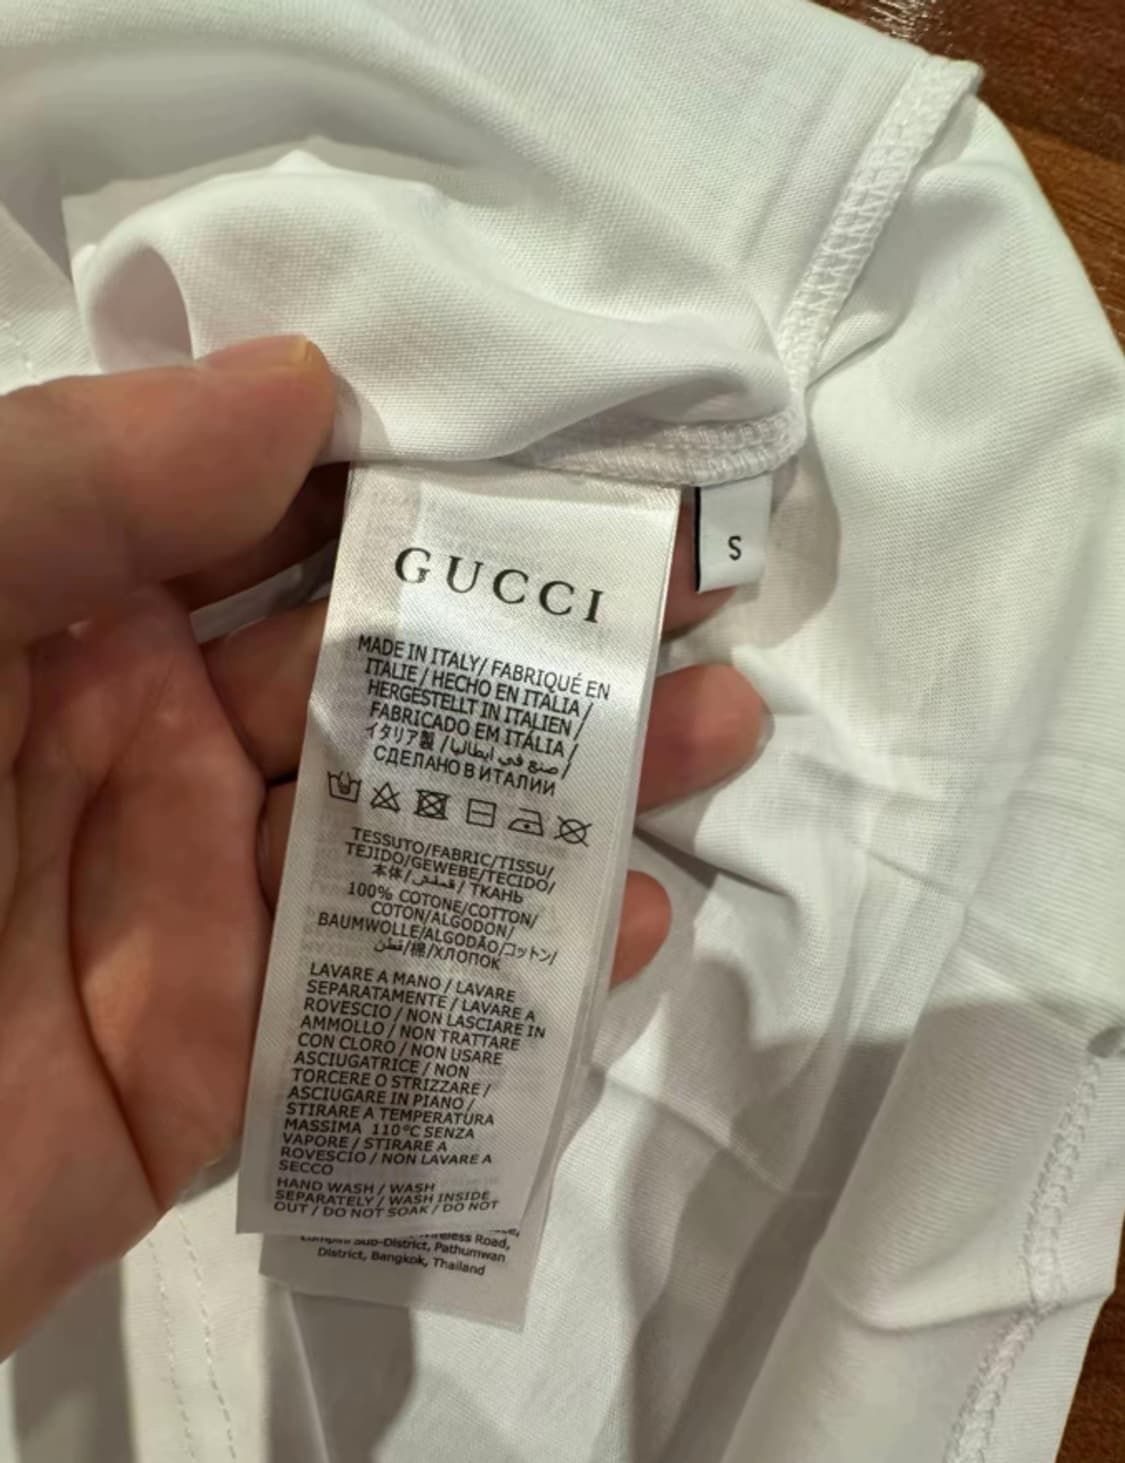 GUCCI
S
MADE IN ITALY/ FABRIQUÉ EN
ITALIE / HECHO EN ITALIA /
HERGESTELLT IN ITALIEN /
FABRICADO EM ITÁLIA /
イタリア製 / صنع في ايطاليا /
СДЕЛАНО В ИТАЛИИ
TESSUTO/FABRIC/TISSU/
TEJIDO/GEWEBE/TECIDO/
本体/ / ТКАНЬ
100% COTONE/COTTON/
COTON/ALGODON/
BAUMWOLLE/ALGODÃO/コットン/
قطن/棉/ХЛОПОК
LAVARE A MANO / LAVARE
SEPARATAMENTE / LAVARE A
ROVESCIO / NON LASCIARE IN
AMMOLLO / NON TRATTARE
CON CLORO / NON USARE
ASCIUGATRICE / NON
TORCERE O STRIZZARE /
ASCIUGARE IN PIANO /
STIRARE A TEMPERATURA
MASSIMA 110°C SENZA
VAPORE / STIRARE A
ROVESCIO / NON LAVARE A
SECCO
HAND WASH / WASH
SEPARATELY / WASH INSIDE
OUT / DO NOT SOAK / DO NOT
Road,
Lumpini Sub-District, Pathumwan
District, Bangkok, Thailand